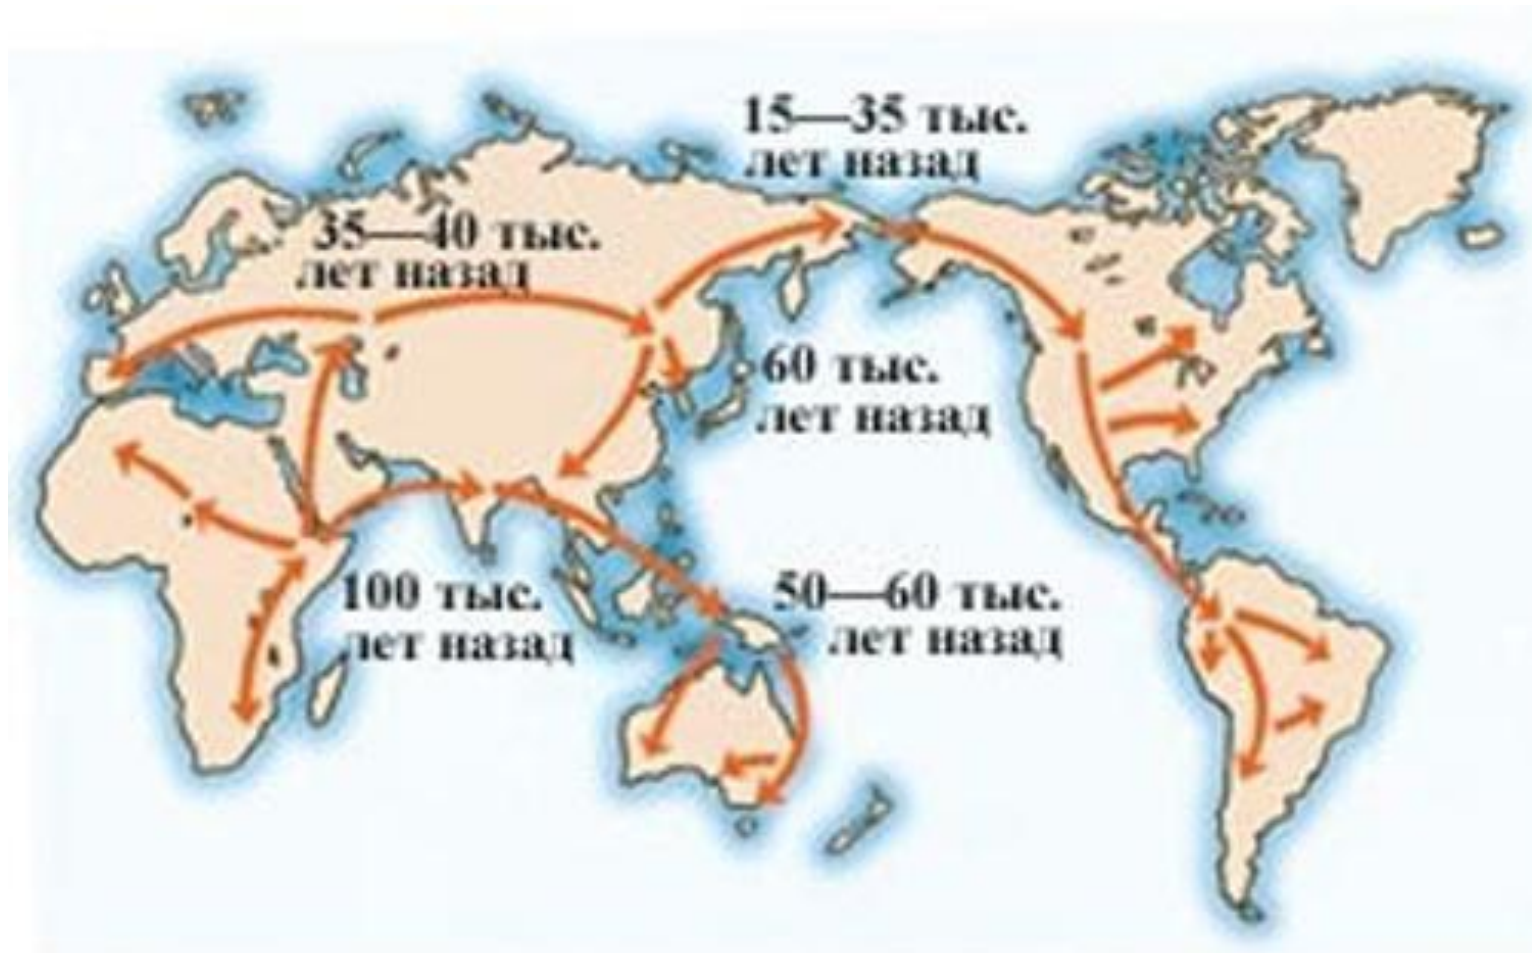 15—35 тыс.
лет назад
35—40 тыс.
лет назад
60 тыс.
лет назад
100 тыс.
лет назад
50—60 тыс.
лет назад